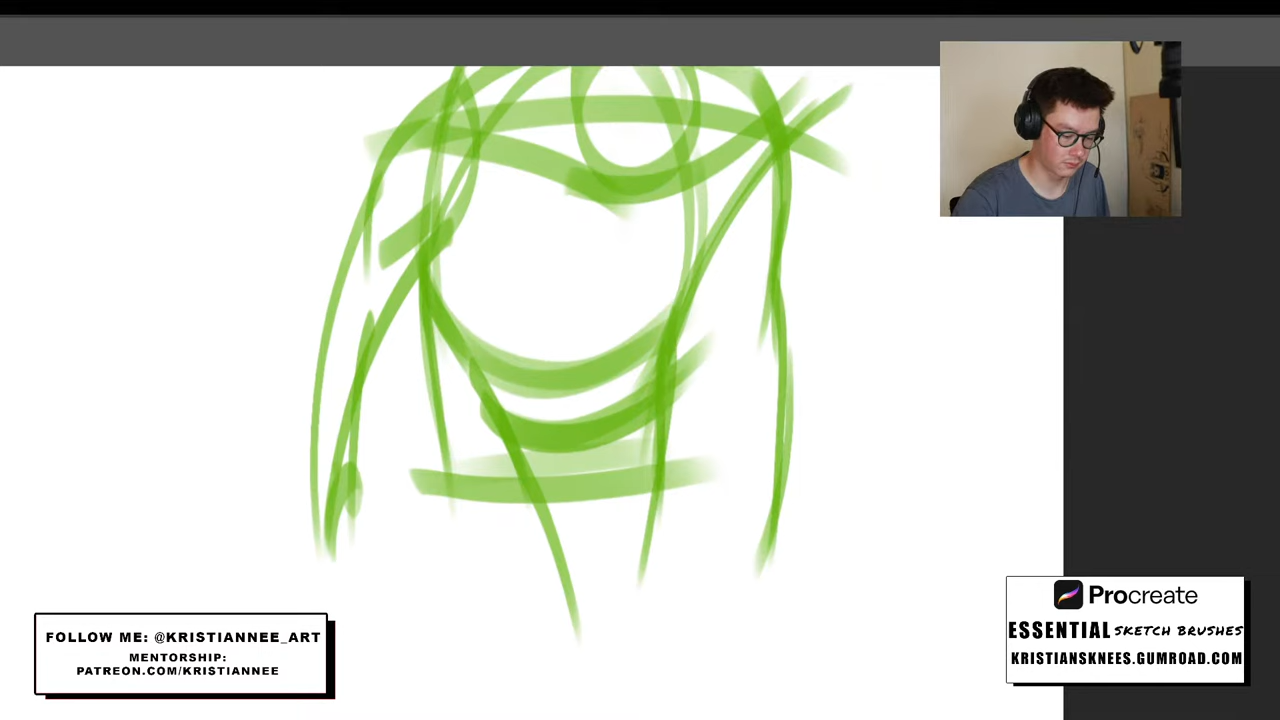 FOLLOW ME: @KRISTIANNEE_ART
MENTORSHIP:
PATREON.COM/KRISTIANNEE
Procreate
ESSENTIAL SKETCH BRUSHES
KRISTIANSKNEES.GUMROAD.COM